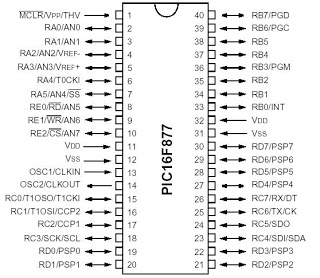 MCLR/VPP/THV 1 40 RB7/PGD
RA0/AN0 2 39 RB6/PGC
RA1/AN1 3 38 RB5
RA2/AN2/VREF- 4 37 RB4
RA3/AN3/VREF+ 5 36 RB3/PGM
RA4/T0CKI 6 35 RB2
RA5/AN4/SS 7 34 RB1
RE0/RD/AN5 8 33 RB0/INT
RE1/WR/AN6 9 32 VDD
RE2/CS/AN7 10 31 VSS
VDD 11 30 RD7/PSP7
VSS 12 29 RD6/PSP6
OSC1/CLKIN 13 28 RD5/PSP5
OSC2/CLKOUT 14 27 RD4/PSP4
RC0/T1OSO/T1CKI 15 26 RC7/RX/DT
RC1/T1OSI/CCP2 16 25 RC6/TX/CK
RC2/CCP1 17 24 RC5/SDO
RC3/SCK/SCL 18 23 RC4/SDI/SDA
RD0/PSP0 19 22 RD3/PSP3
RD1/PSP1 20 21 RD2/PSP2
PIC16F877